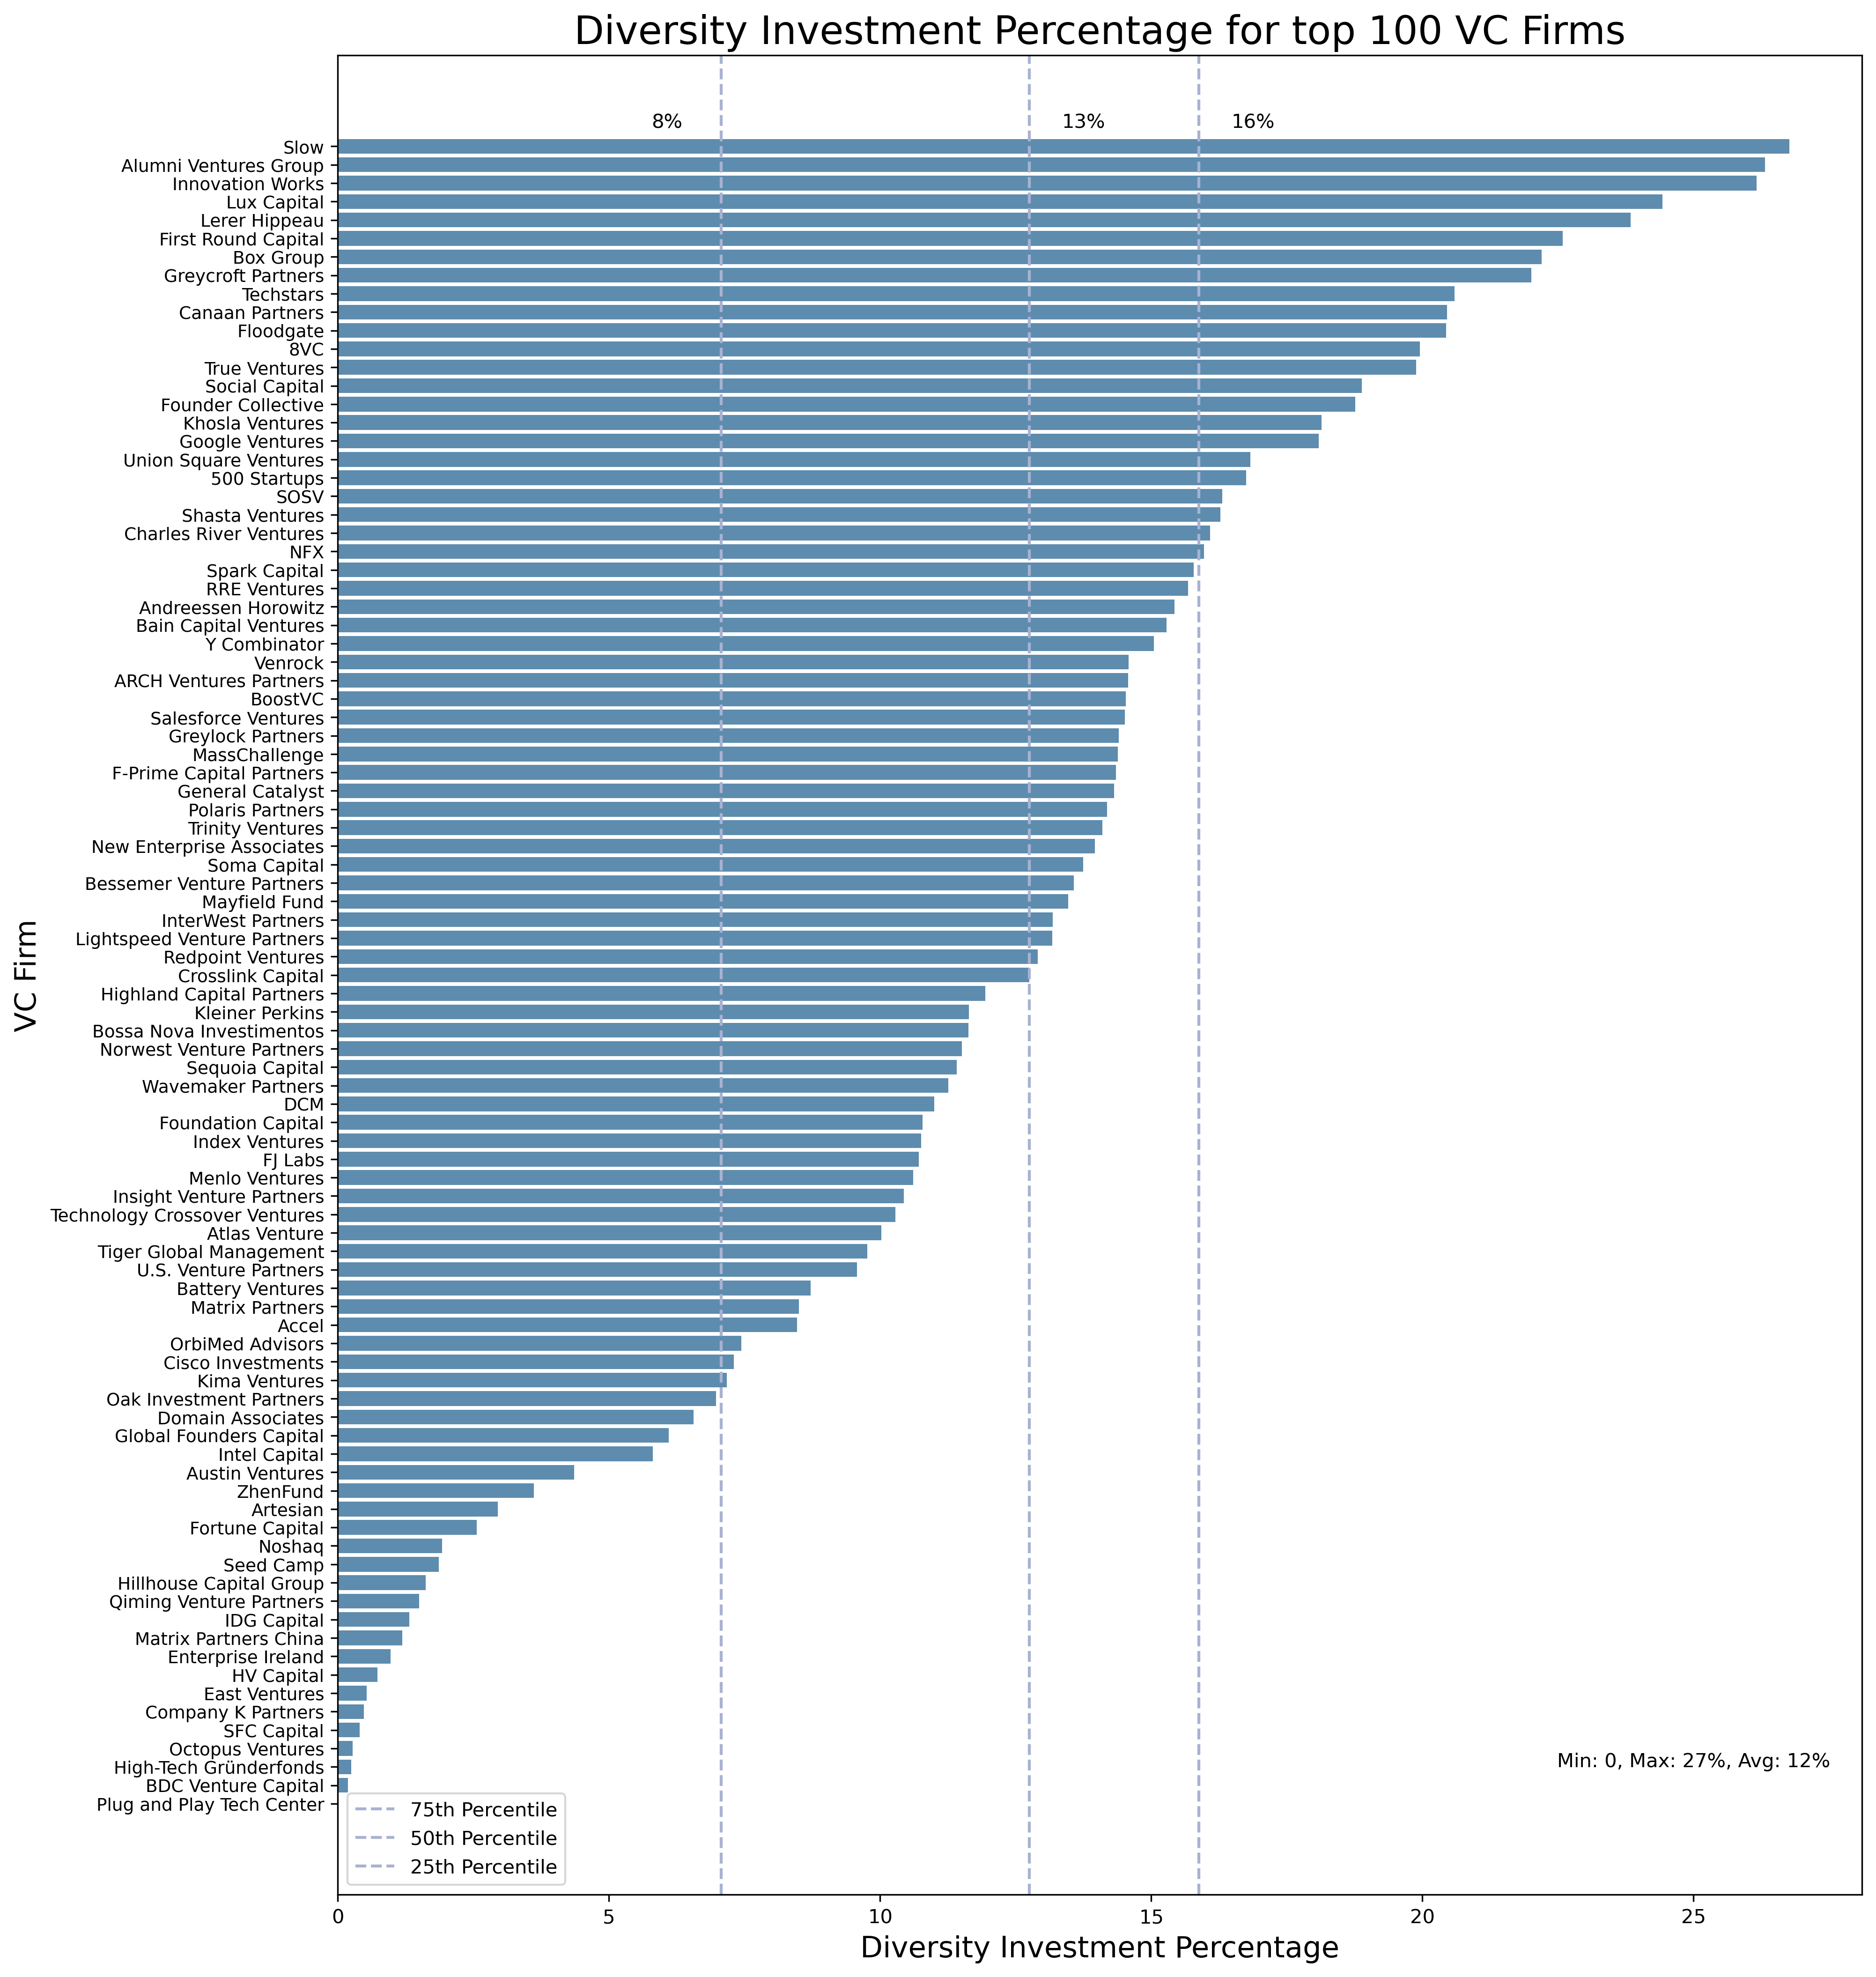 Diversity Investment Percentage for top 100 VC Firms
8%
13%
16%
Slow
Alumni Ventures Group
Innovation Works
Lux Capital
Lerer Hippeau
First Round Capital
Box Group
Greycroft Partners
Techstars
Canaan Partners
Floodgate
8VC
True Ventures
Social Capital
Founder Collective
Khosla Ventures
Google Ventures
Union Square Ventures
500 Startups
SOSV
Shasta Ventures
Charles River Ventures
NFX
Spark Capital
RRE Ventures
Andreessen Horowitz
Bain Capital Ventures
Y Combinator
Venrock
ARCH Ventures Partners
BoostVC
Salesforce Ventures
Greylock Partners
MassChallenge
F-Prime Capital Partners
General Catalyst
Polaris Partners
Trinity Ventures
New Enterprise Associates
Soma Capital
Bessemer Venture Partners
Mayfield Fund
InterWest Partners
Lightspeed Venture Partners
Redpoint Ventures
Crosslink Capital
Highland Capital Partners
Kleiner Perkins
Bossa Nova Investimentos
Norwest Venture Partners
Sequoia Capital
Wavemaker Partners
DCM
Foundation Capital
Index Ventures
FJ Labs
Menlo Ventures
Insight Venture Partners
Technology Crossover Ventures
Atlas Venture
Tiger Global Management
U.S. Venture Partners
Battery Ventures
Matrix Partners
Accel
OrbiMed Advisors
Cisco Investments
Kima Ventures
Oak Investment Partners
Domain Associates
Global Founders Capital
Intel Capital
Austin Ventures
ZhenFund
Artesian
Fortune Capital
Noshaq
Seed Camp
Hillhouse Capital Group
Qiming Venture Partners
IDG Capital
Matrix Partners China
Enterprise Ireland
HV Capital
East Ventures
Company K Partners
SFC Capital
Octopus Ventures
High-Tech Gründerfonds
BDC Venture Capital
Plug and Play Tech Center
VC Firm
Min: 0, Max: 27%, Avg: 12%
75th Percentile
50th Percentile
25th Percentile
0
5
10
15
20
25
Diversity Investment Percentage